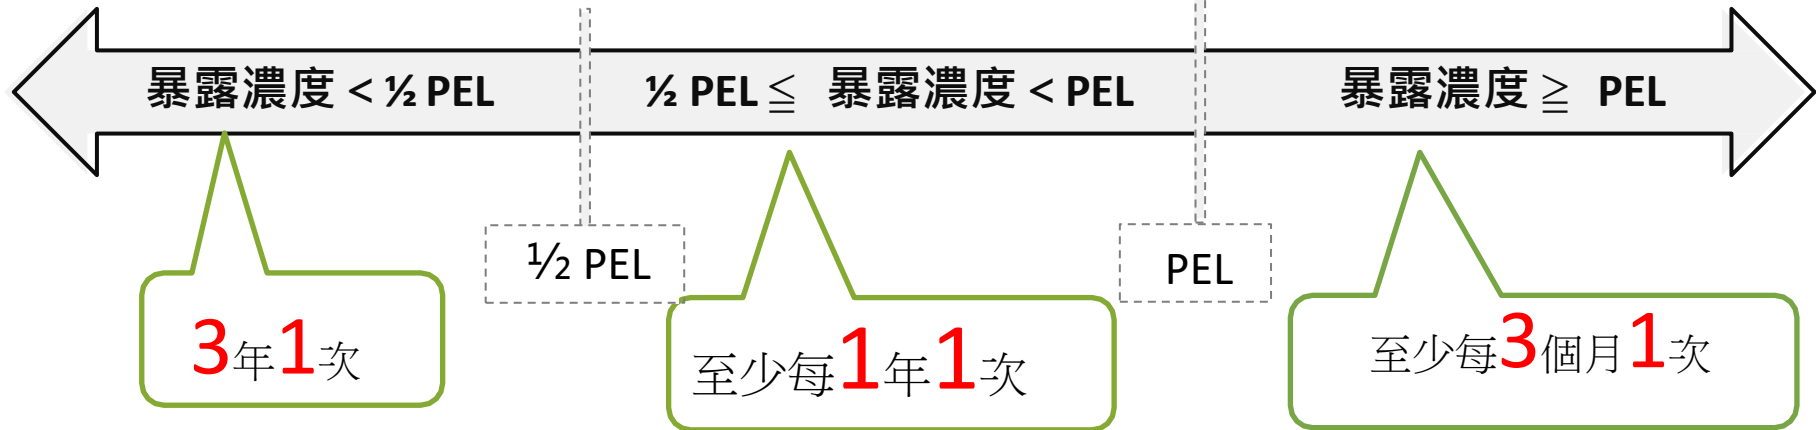 暴露濃度 < ½ PEL
½ PEL ≦ 暴露濃度 < PEL
暴露濃度 ≧ PEL
½ PEL
PEL
3年1次
至少每1年1次
至少每3個月1次